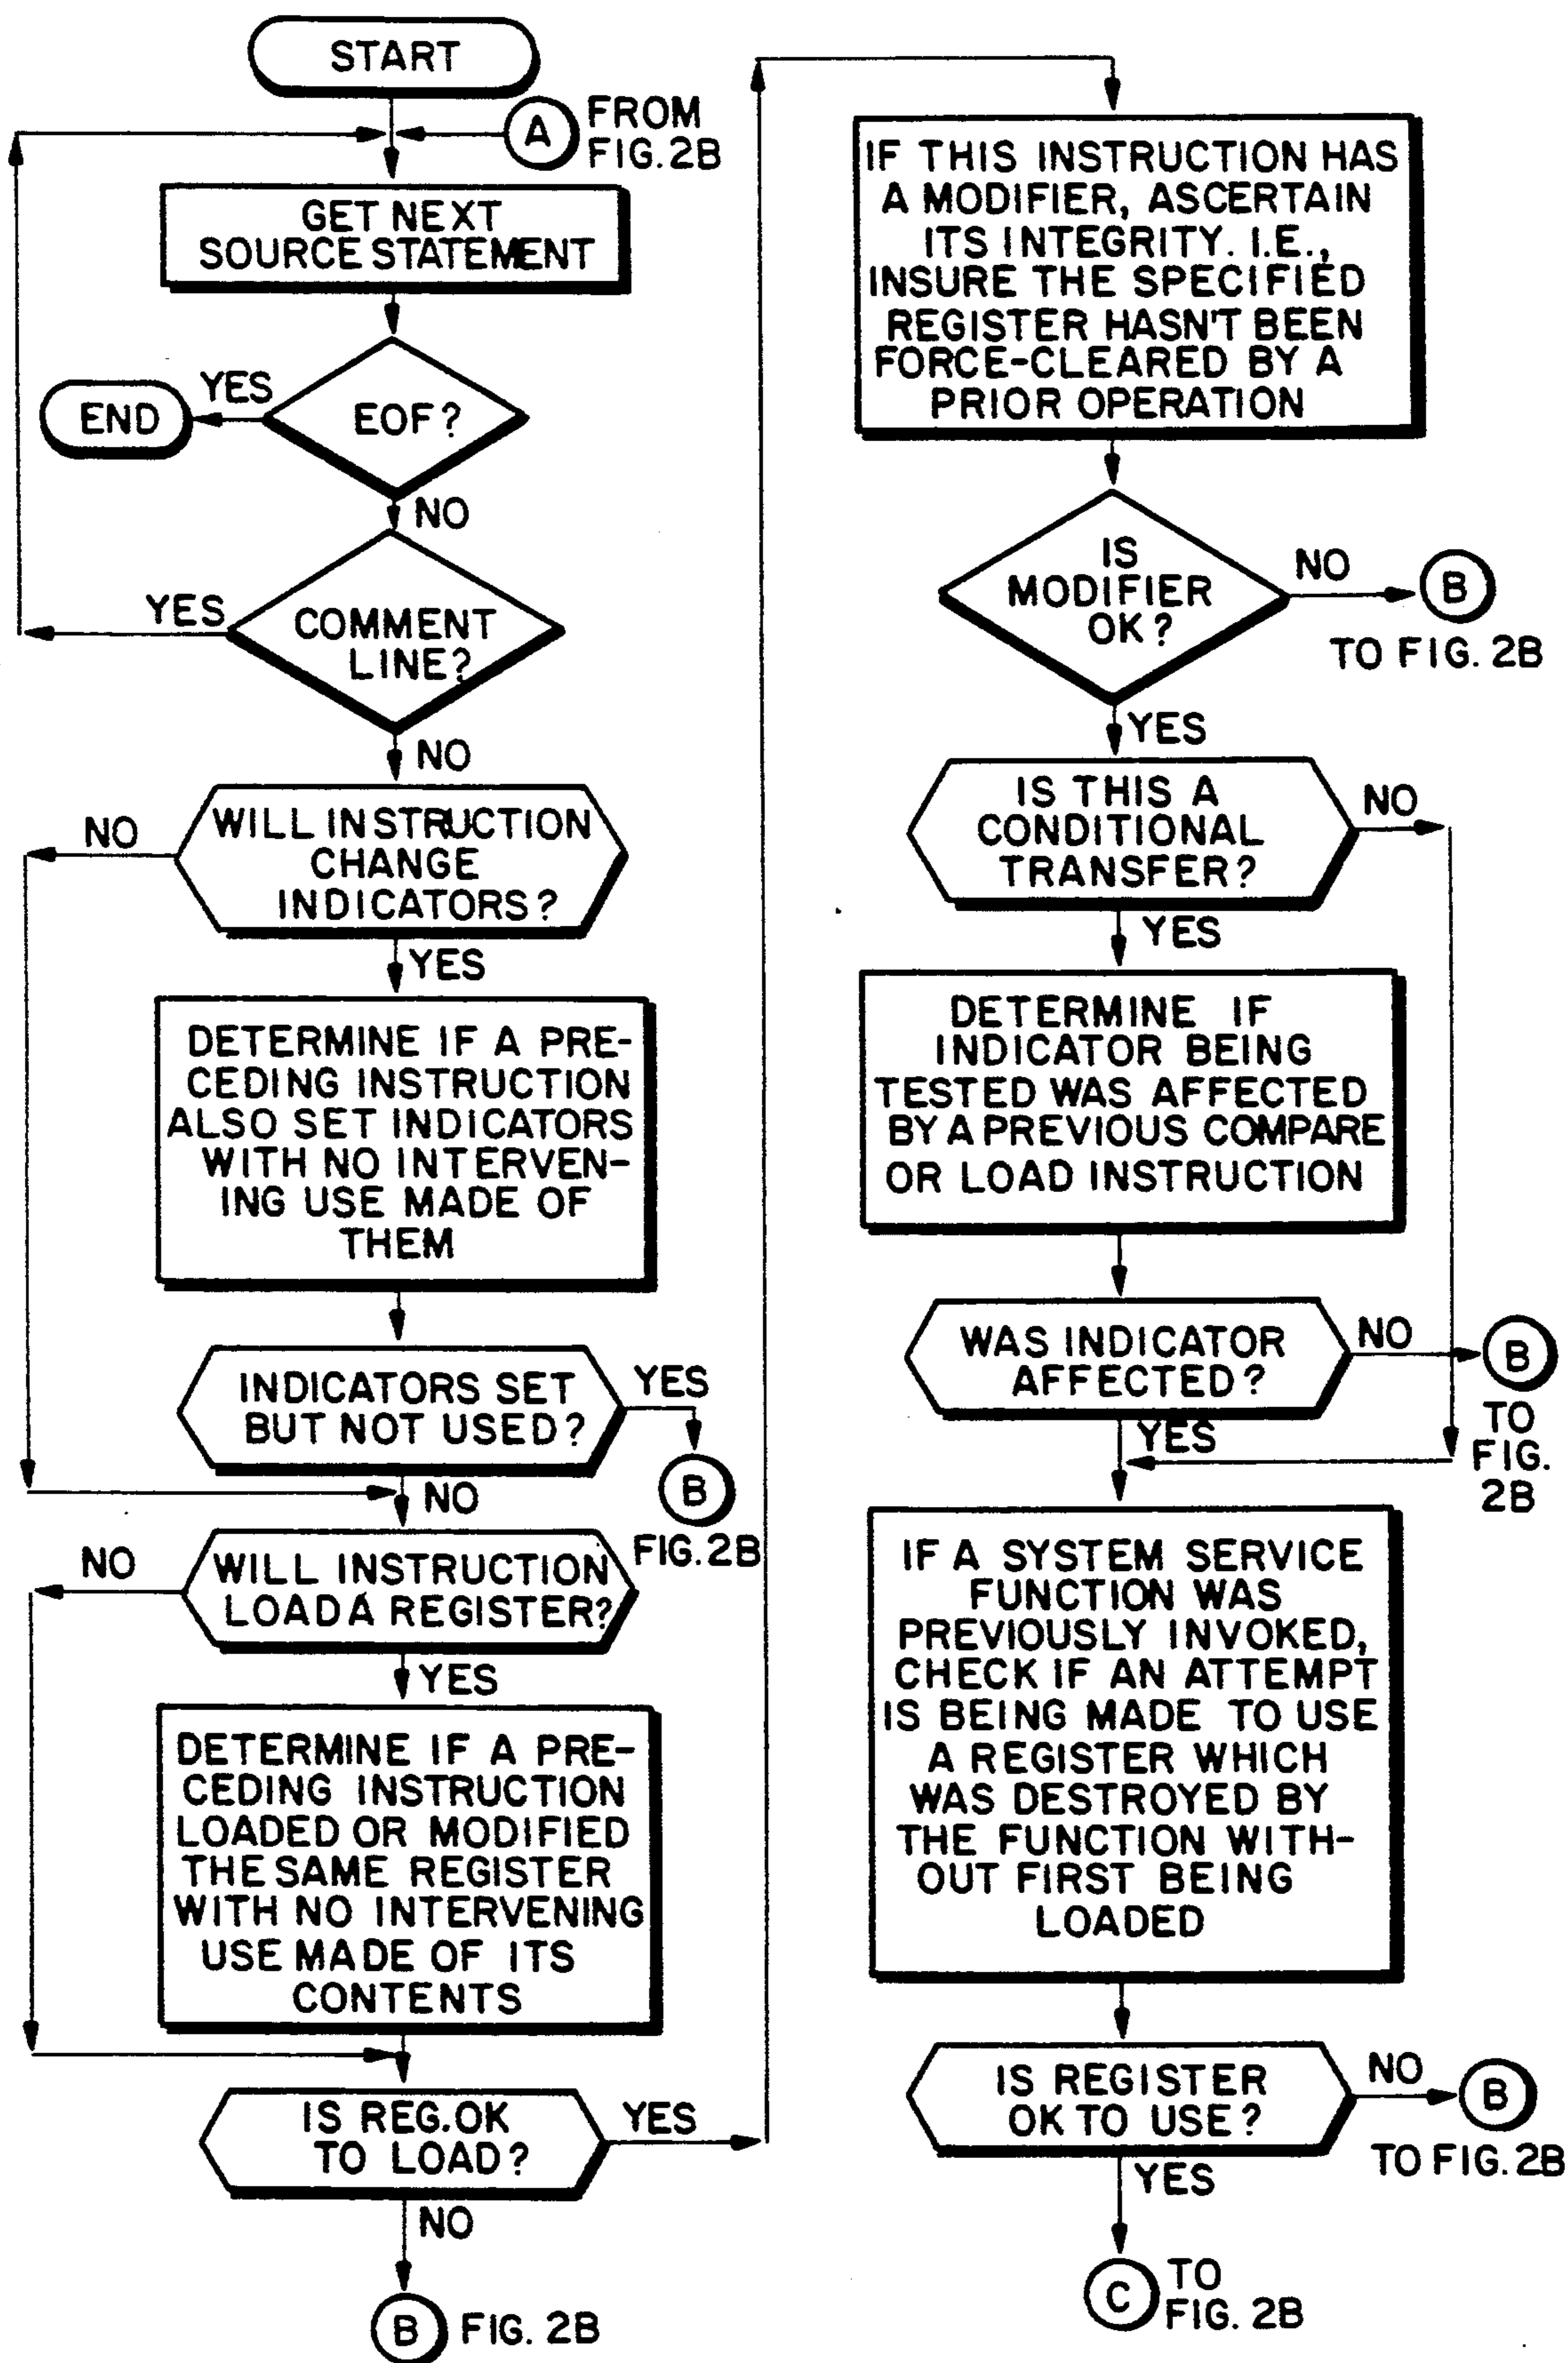 START
A
FROM
FIG. 2B
GET NEXT
SOURCE STATEMENT
EOF?
YES
END
NO
COMMENT
LINE?
YES
NO
WILL INSTRUCTION
CHANGE
INDICATORS?
NO
YES
DETERMINE IF A PRE-
CEDING INSTRUCTION
ALSO SET INDICATORS
WITH NO INTERVEN-
ING USE MADE OF
THEM
INDICATORS SET
BUT NOT USED?
YES
B
FIG. 2B
NO
WILL INSTRUCTION
LOAD A REGISTER?
NO
YES
DETERMINE IF A PRE-
CEDING INSTRUCTION
LOADED OR MODIFIED
THE SAME REGISTER
WITH NO INTERVENING
USE MADE OF ITS
CONTENTS
IS REG. OK
TO LOAD?
YES
NO
B
FIG. 2B
IF THIS INSTRUCTION HAS
A MODIFIER, ASCERTAIN
ITS INTEGRITY. I.E.,
INSURE THE SPECIFIED
REGISTER HASN'T BEEN
FORCE-CLEARED BY A
PRIOR OPERATION
IS
MODIFIER
OK?
NO
B
TO FIG. 2B
YES
IS THIS A
CONDITIONAL
TRANSFER?
NO
YES
DETERMINE IF
INDICATOR BEING
TESTED WAS AFFECTED
BY A PREVIOUS COMPARE
OR LOAD INSTRUCTION
WAS INDICATOR
AFFECTED?
NO
B
TO
FIG.
2B
YES
IF A SYSTEM SERVICE
FUNCTION WAS
PREVIOUSLY INVOKED,
CHECK IF AN ATTEMPT
IS BEING MADE TO USE
A REGISTER WHICH
WAS DESTROYED BY
THE FUNCTION WITH-
OUT FIRST BEING
LOADED
IS REGISTER
OK TO USE?
NO
B
TO FIG. 2B
YES
C
TO
FIG. 2B